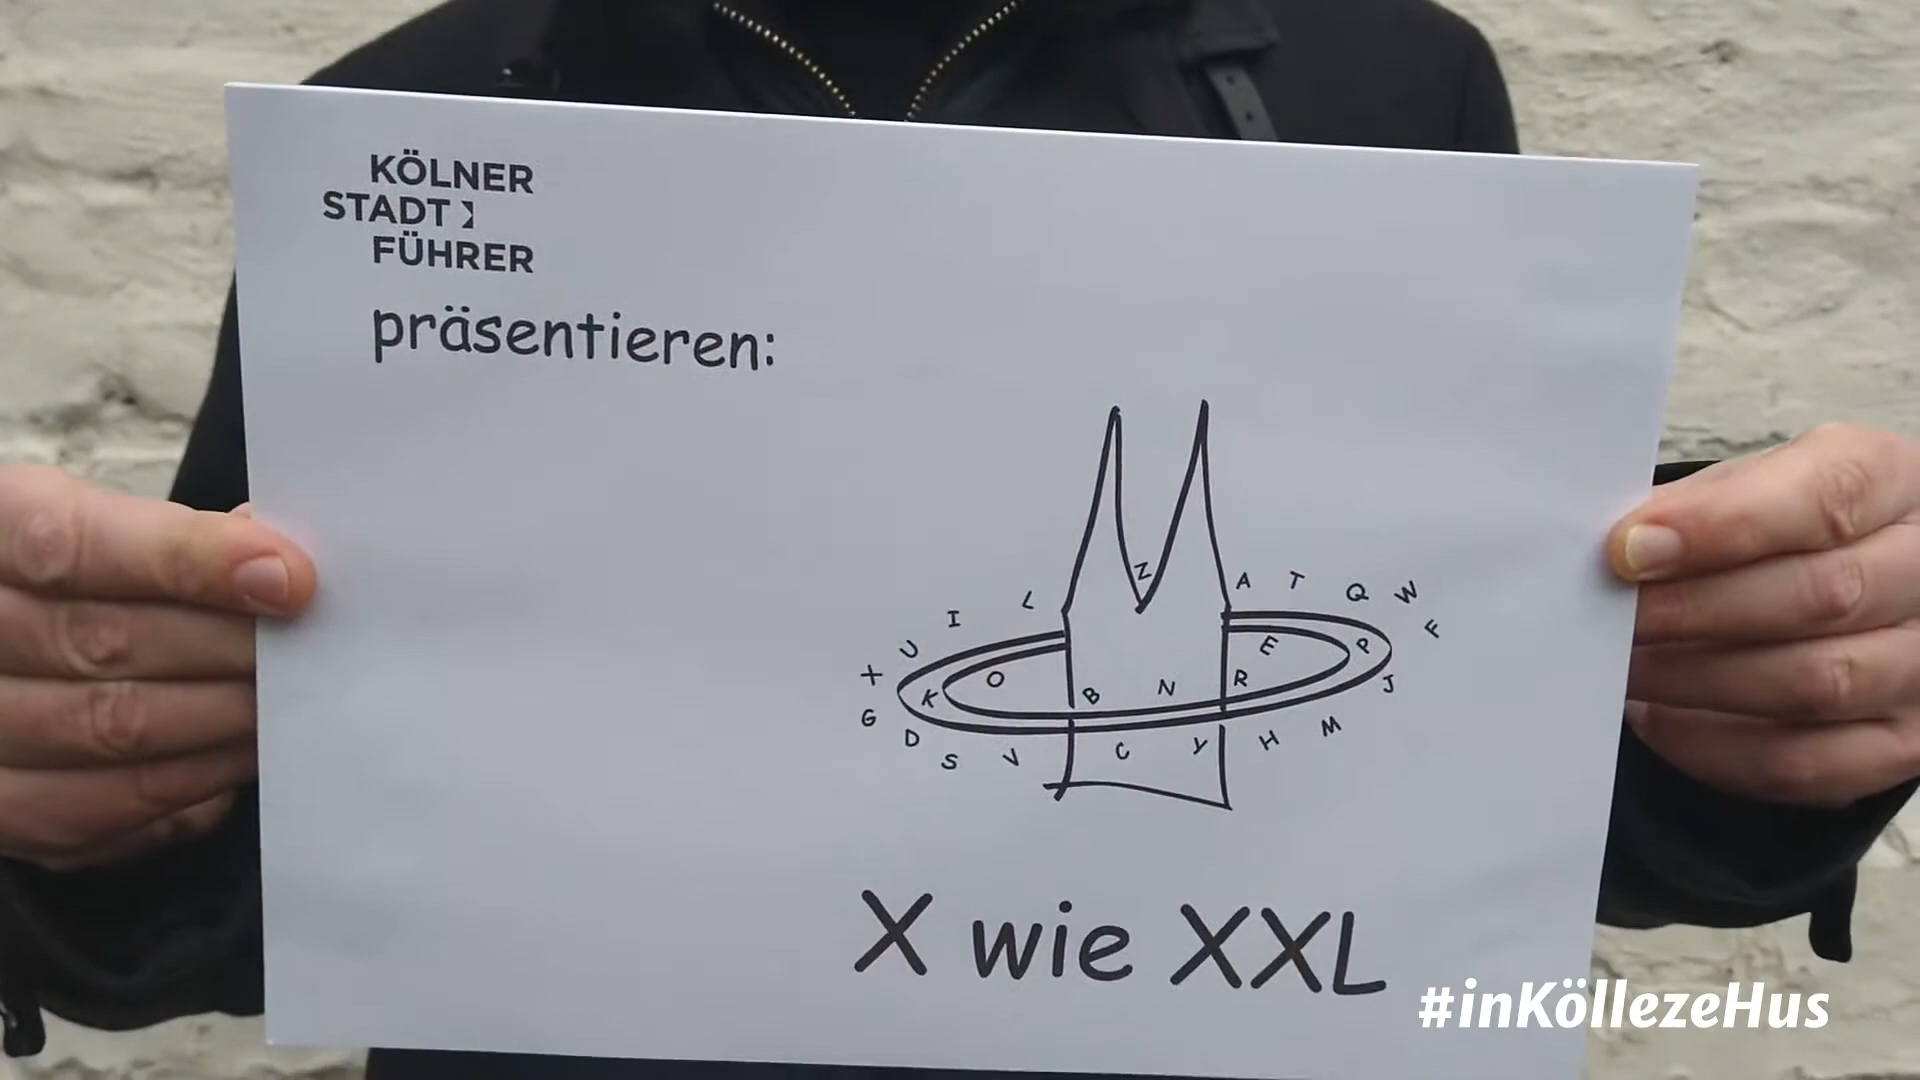 KÖLNER
STADT
FÜHRER
präsentieren:
Z
A T Q W
L
I
F
U
E P
X
O
K
B N R
J
G
D
S V C Y H M
X wie XXL
#inKöllezeHus